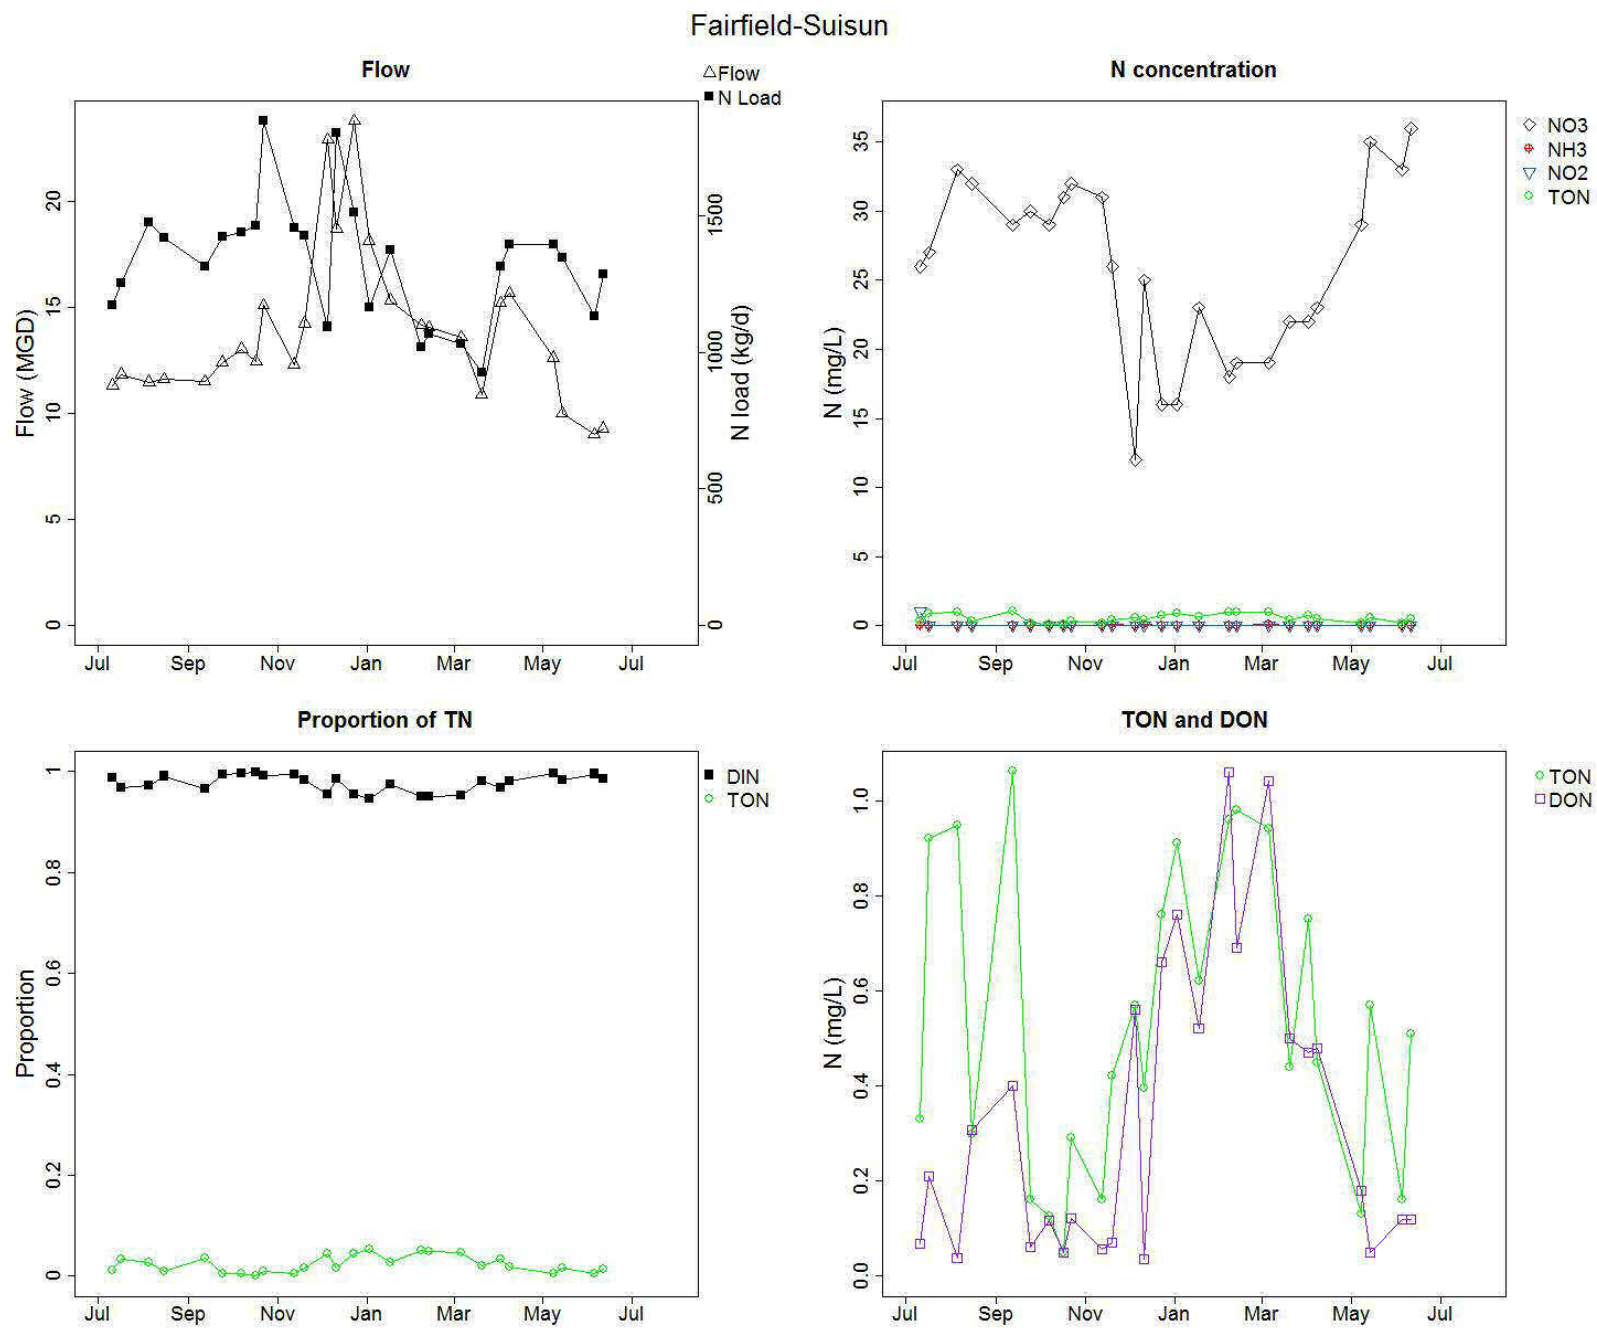 Fairfield-Suisun
Flow
Flow
N Load
Flow (MGD)
0
5
10
15
20
N load (kg/d)
0
500
1000
1500
Jul
Sep
Nov
Jan
Mar
May
Jul
N concentration
NO3
NH3
NO2
TON
N (mg/L)
0
5
10
15
20
25
30
35
Jul
Sep
Nov
Jan
Mar
May
Jul
Proportion of TN
DIN
TON
Proportion
0
0.2
0.4
0.6
0.8
1
Jul
Sep
Nov
Jan
Mar
May
Jul
TON and DON
TON
DON
N (mg/L)
0.0
0.2
0.4
0.6
0.8
1.0
Jul
Sep
Nov
Jan
Mar
May
Jul